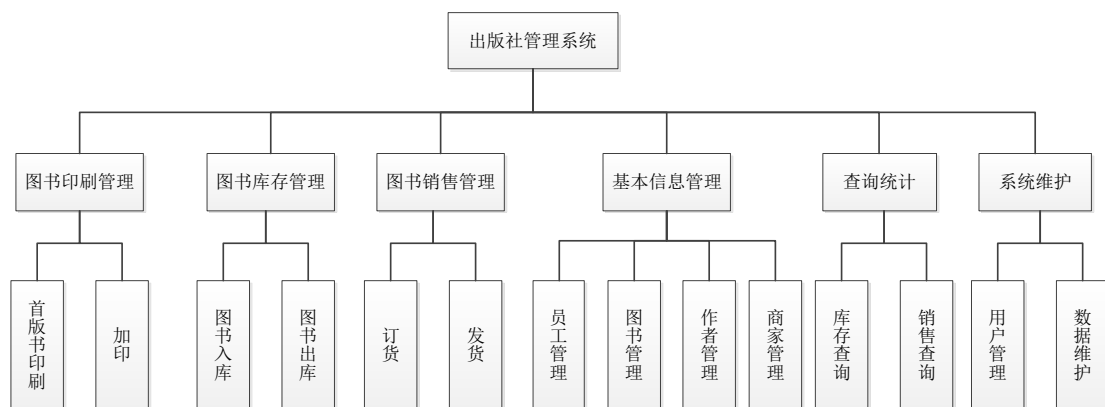 出版社管理系统
图书印刷管理
图书库存管理
图书销售管理
基本信息管理
查询统计
系统维护
首版书印刷
加印
图书入库
图书出库
订货
发货
员工管理
图书管理
作者管理
商家管理
库存查询
销售查询
用户管理
数据维护